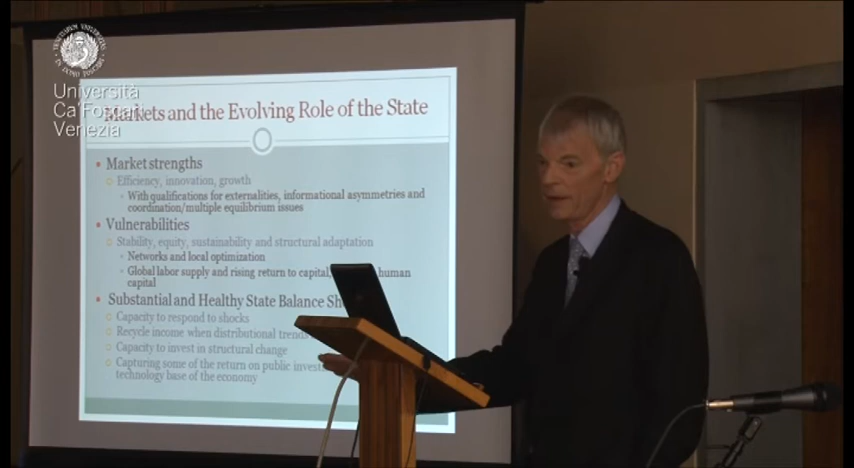 Università
Ca'Foscari
Venezia
Markets and the Evolving Role of the State
Market strengths
Efficiency, innovation, growth
With qualifications for externalities, informational asymmetries and
coordination/multiple equilibrium issues
Vulnerabilities
Stability, equity, sustainability and structural adaptation
Networks and local optimization
Global labor supply and rising return to capital, human
capital
Substantial and Healthy State Balance
Capacity to respond to shocks
Recycle income when distributional trends
Capacity to invest in structural change
Capturing some of the return on public
technology base of the economy